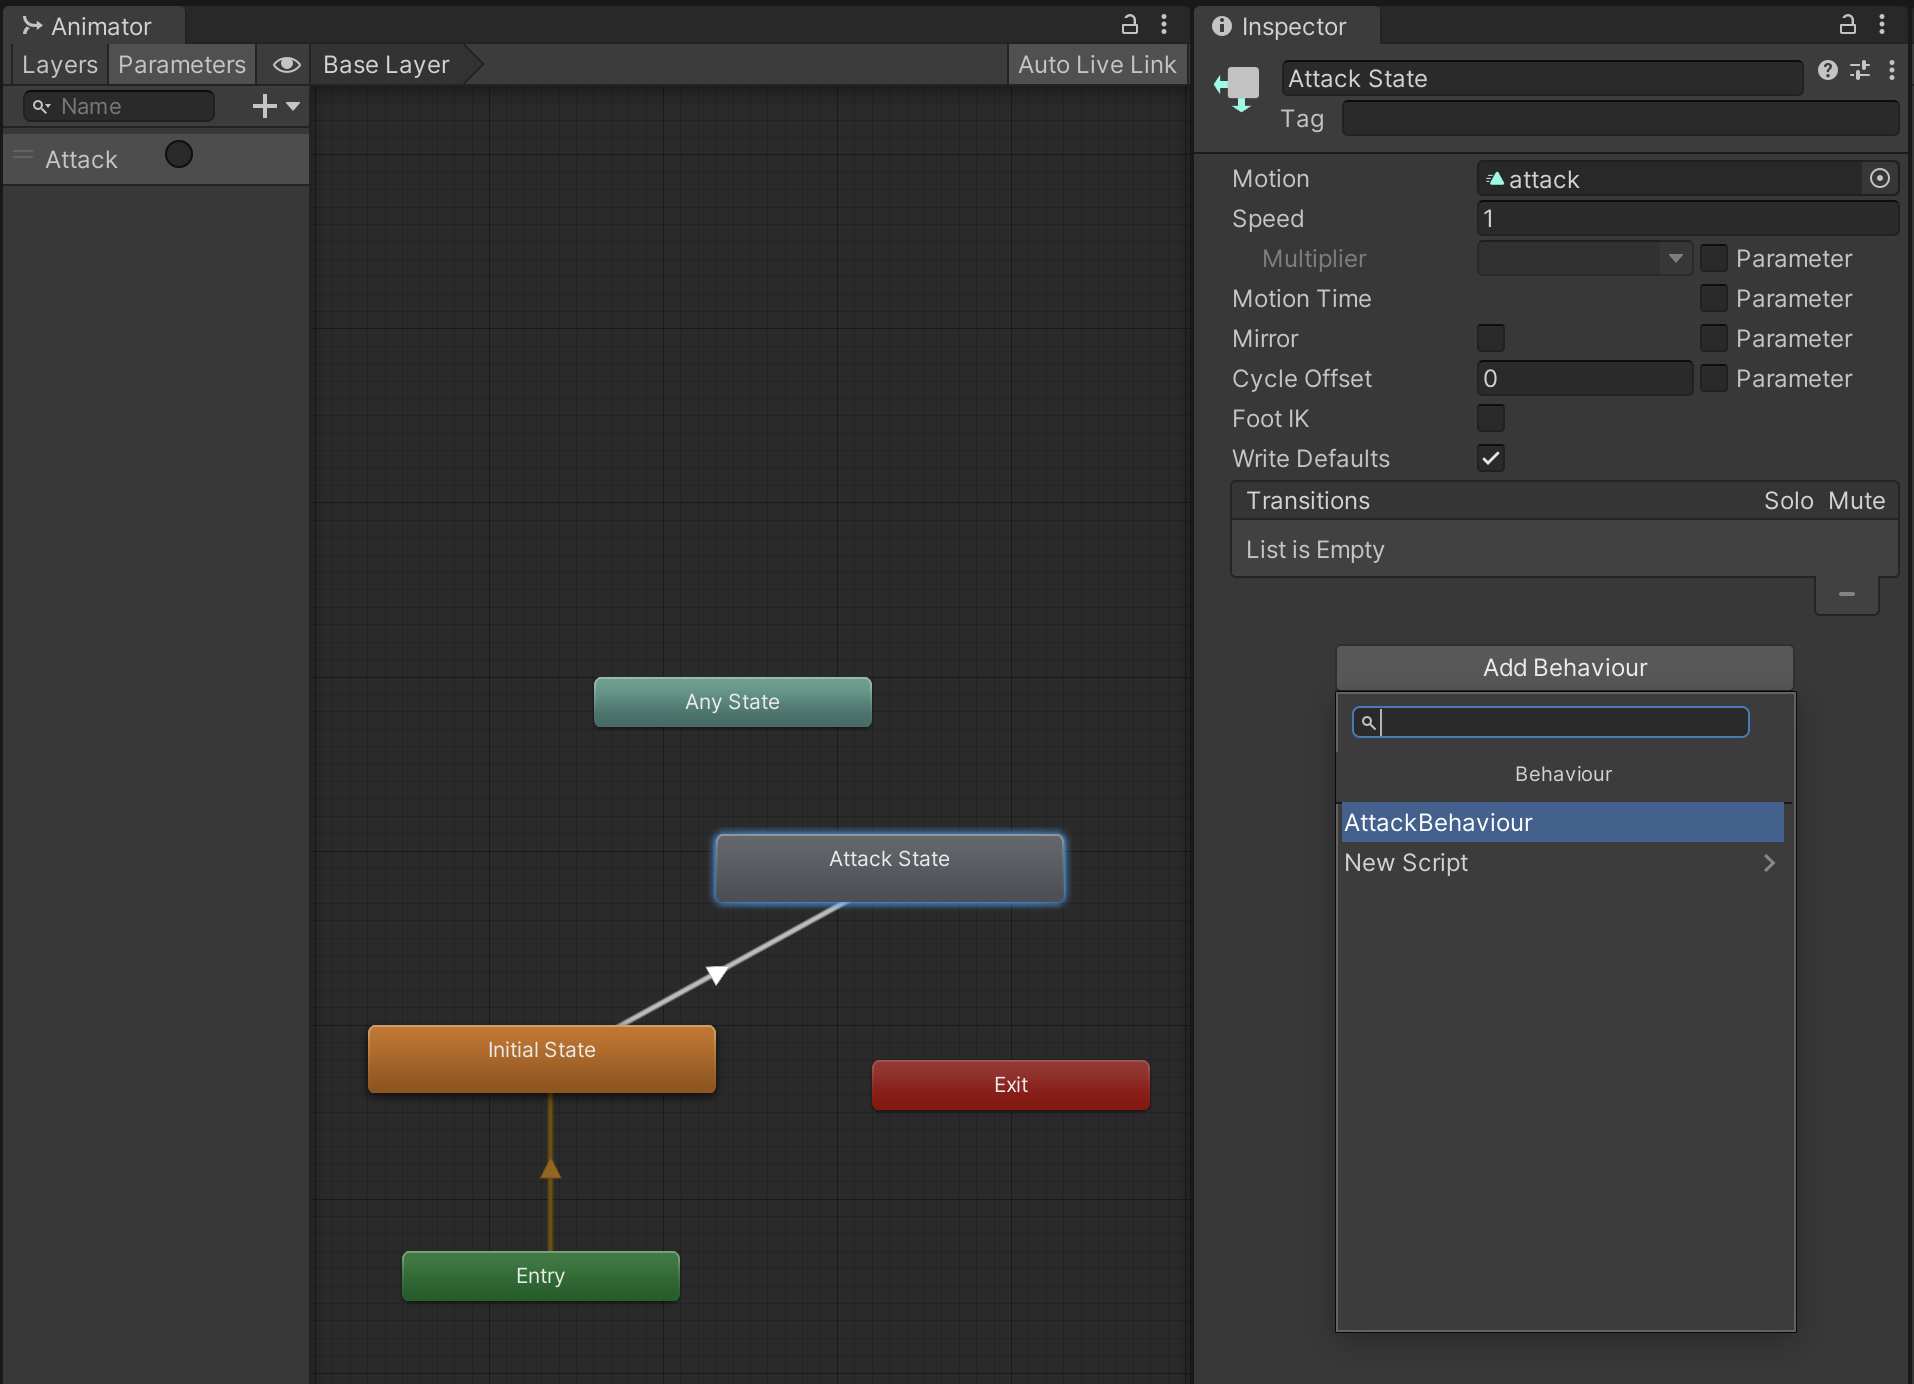 Animator
Layers Parameters Base Layer Auto Live Link
Name
Attack
Any State
Attack State
Initial State
Exit
Entry
Inspector
Attack State
Tag
Motion attack
Speed 1
Multiplier Parameter
Motion Time Parameter
Mirror Parameter
Cycle Offset 0 Parameter
Foot IK
Write Defaults
Transitions Solo Mute
List is Empty
Add Behaviour
Behaviour
AttackBehaviour
New Script